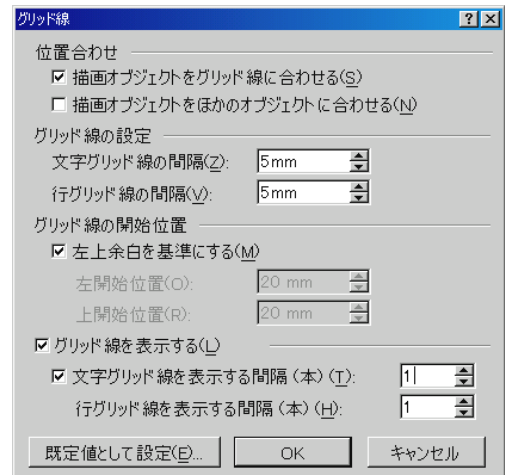 グリッド線
位置合わせ
描画オブジェクトをグリッド線に合わせる(S)
描画オブジェクトをほかのオブジェクトに合わせる(N)
グリッド線の設定
文字グリッド線の間隔(Z): 5mm
行グリッド線の間隔(V): 5mm
グリッド線の開始位置
左上余白を基準にする(M)
左開始位置(O): 20 mm
上開始位置(R): 20 mm
グリッド線を表示する(L)
文字グリッド線を表示する間隔(本)(T): 1
行グリッド線を表示する間隔(本)(H): 1
既定値として設定(E)... OK キャンセル